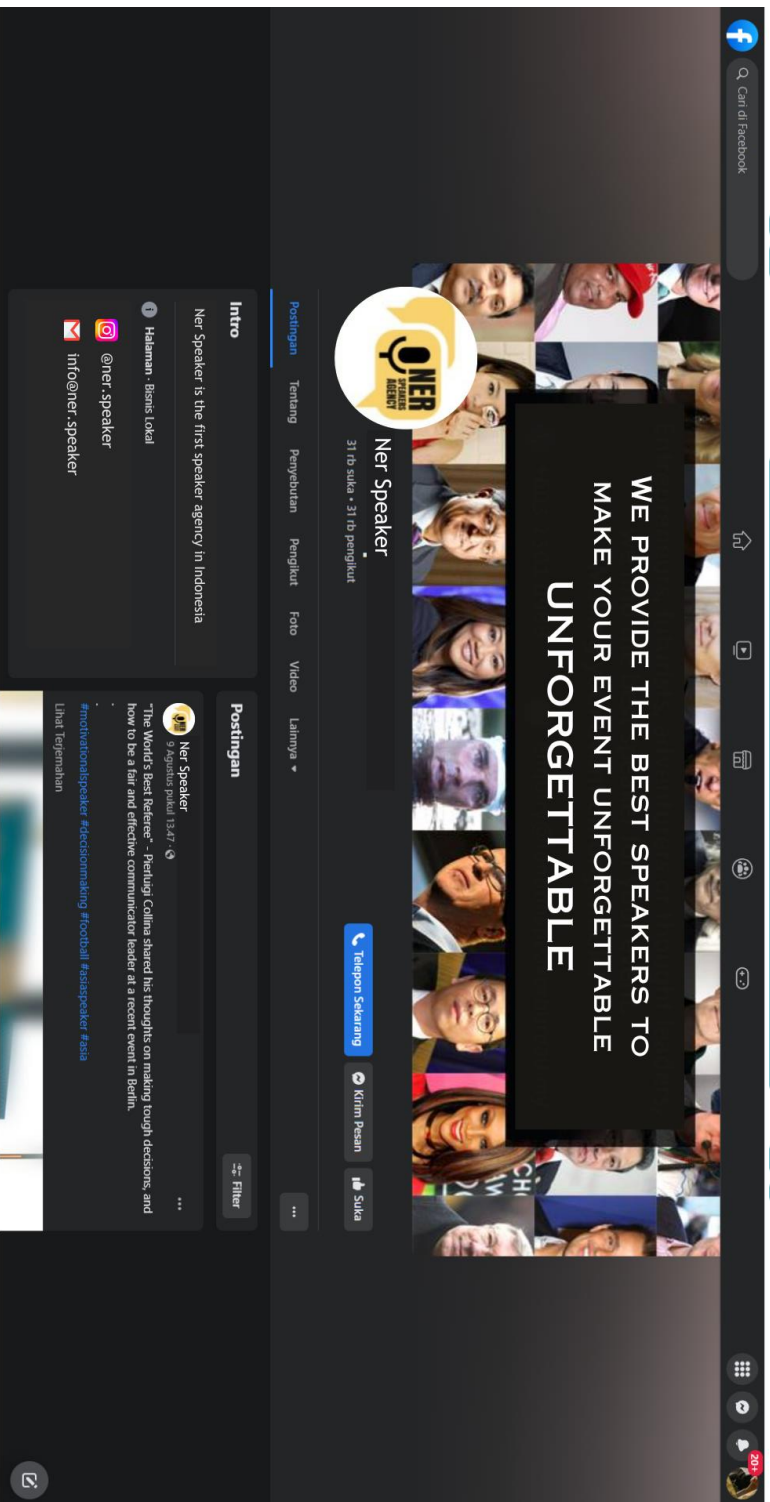 Cari di Facebook
20+
WE PROVIDE THE BEST SPEAKERS TO
MAKE YOUR EVENT UNFORGETTABLE
UNFORGETTABLE
NER
SPEAKERS
AGENCY
Ner Speaker
31 rb suka • 31 rb pengikut
Telepon Sekarang
Kirim Pesan
Suka
Postingan Tentang Penyebutan Pengikut Foto Video Lainnya
Intro
Ner Speaker is the first speaker agency in Indonesia
Halaman · Bisnis Lokal
@ner.speaker
info@ner.speaker
Postingan
Filter
Ner Speaker
9 Agustus pukul 13.47 ·
"The World's Best Referee" - Pierluigi Collina shared his thoughts on making tough decisions, and
how to be a fair and effective communicator leader at a recent event in Berlin.
.
.
#motivationalspeaker #decisionmaking #football #asiaspeaker #asia
Lihat Terjemahan